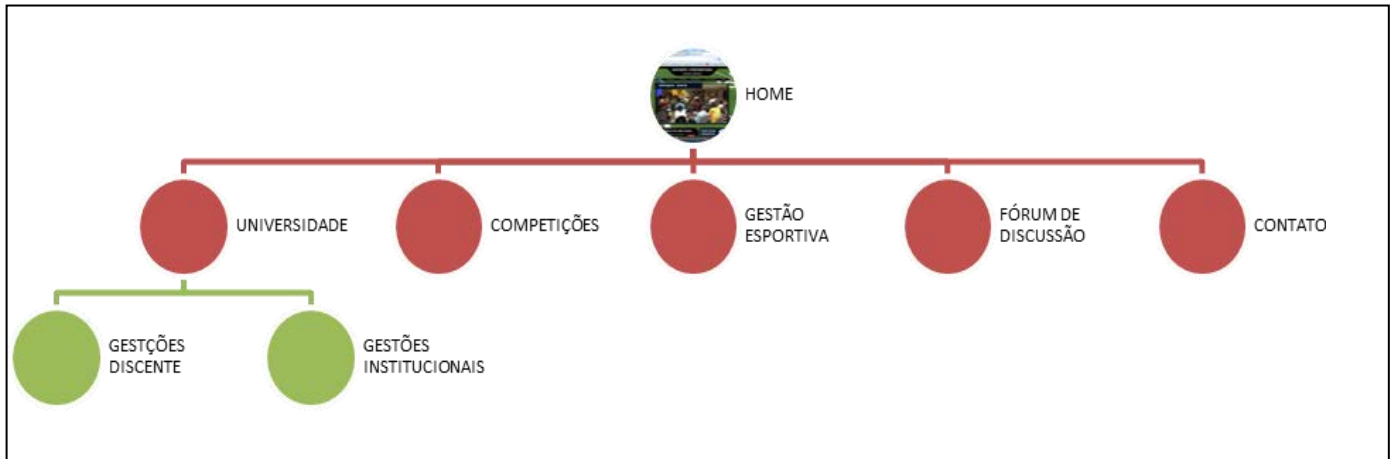 HOME
UNIVERSIDADE
COMPETIÇÕES
GESTÃO
ESPORTIVA
FÓRUM DE
DISCUSSÃO
CONTATO
GESTÇÕES
DISCENTE
GESTÕES
INSTITUCIONAIS